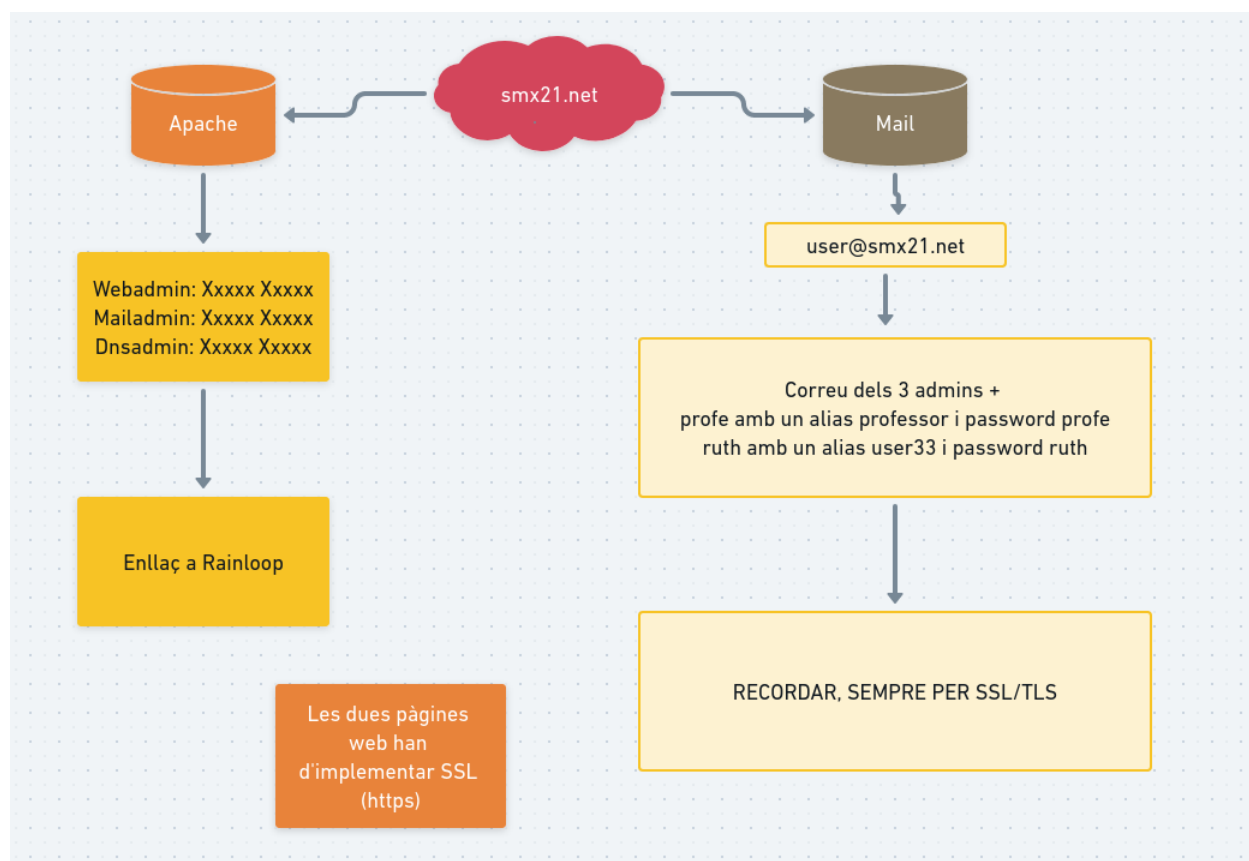 smx21.net
Apache
Mail
user@smx21.net
Webadmin: Xxxxx Xxxxx
Mailadmin: Xxxxx Xxxxx
Dnsadmin: Xxxxx Xxxxx
Correu dels 3 admins +
profe amb un alias professor i password profe
ruth amb un alias user33 i password ruth
Enllaç a Rainloop
RECORDAR, SEMPRE PER SSL/TLS
Les dues pàgines
web han
d'implementar SSL
(https)